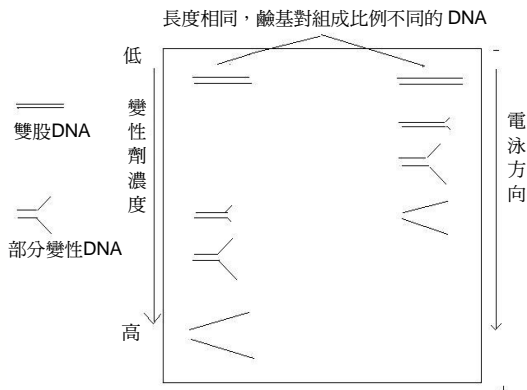 長度相同，鹼基對組成比例不同的 DNA
低
變性劑濃度
高
雙股DNA
部分變性DNA
電泳方向